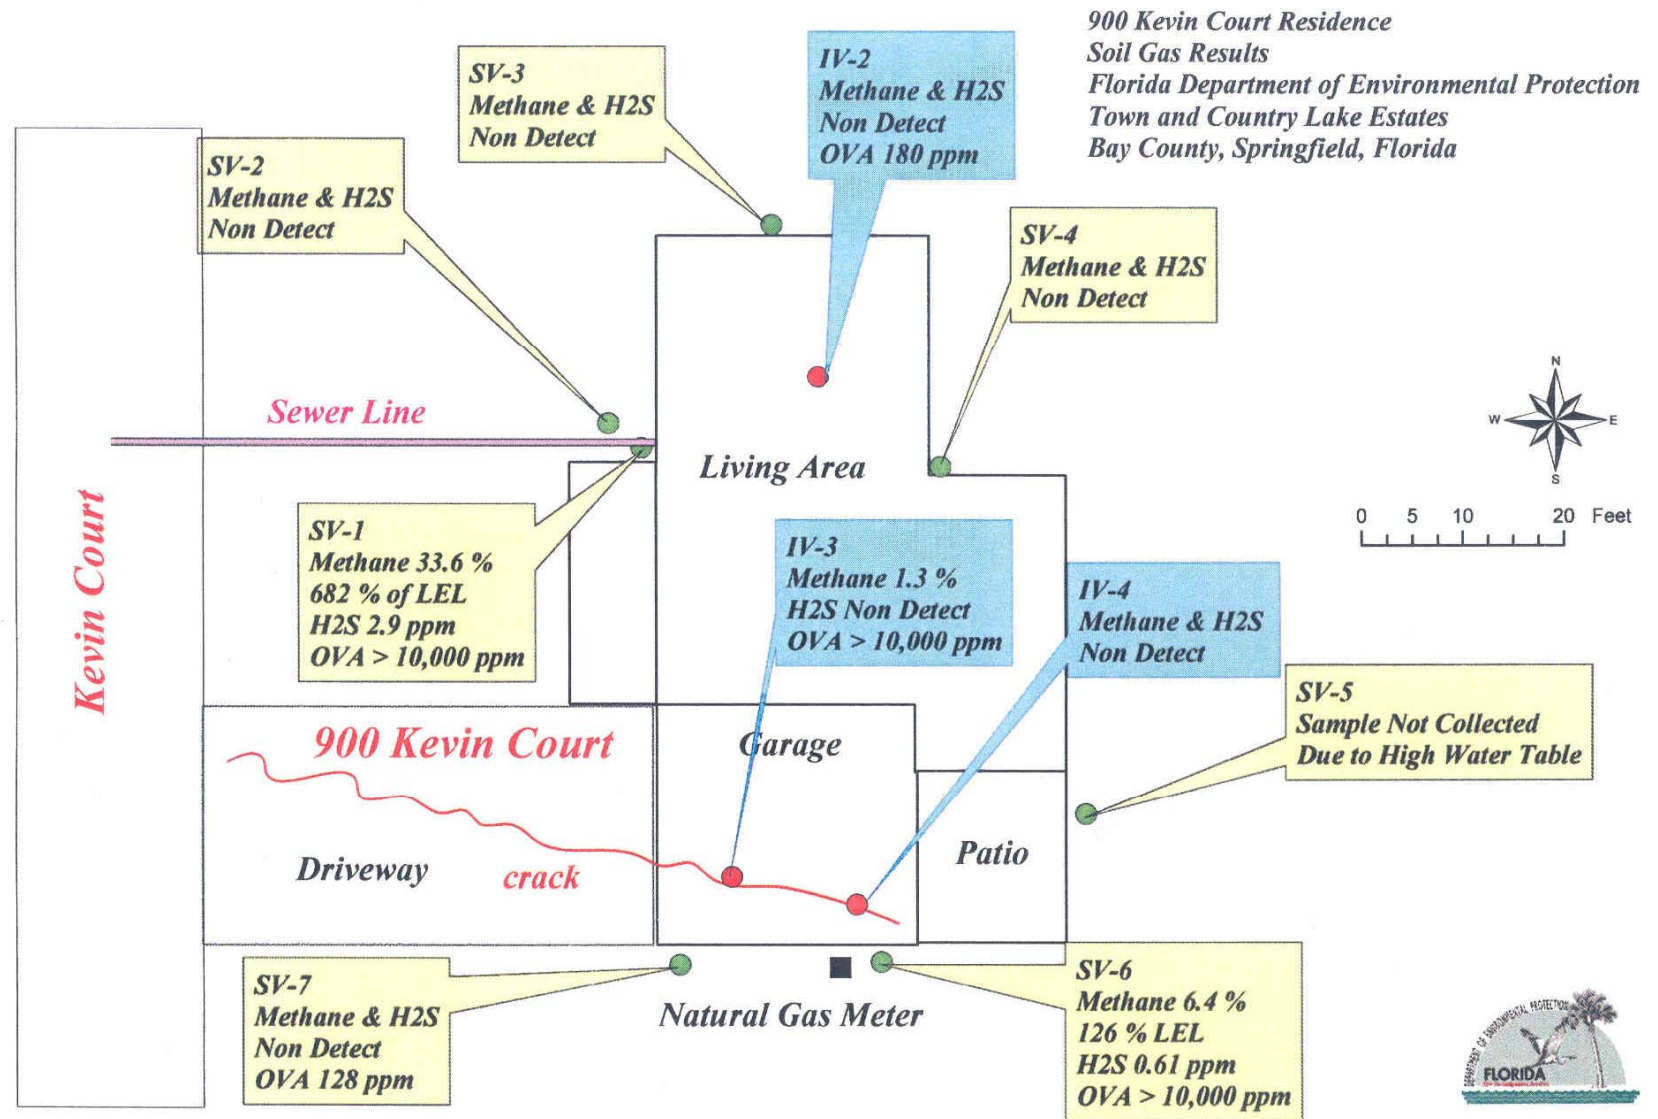 900 Kevin Court Residence
Soil Gas Results
Florida Department of Environmental Protection
Town and Country Lake Estates
Bay County, Springfield, Florida
IV-2
Methane & H2S
Non Detect
OVA 180 ppm
SV-3
Methane & H2S
Non Detect
SV-2
Methane & H2S
Non Detect
SV-4
Methane & H2S
Non Detect
N
W
E
S
Sewer Line
Living Area
0 5 10 20 Feet
Kevin Court
SV-1
Methane 33.6 %
682 % of LEL
H2S 2.9 ppm
OVA > 10,000 ppm
IV-3
Methane 1.3 %
H2S Non Detect
OVA > 10,000 ppm
IV-4
Methane & H2S
Non Detect
SV-5
Sample Not Collected
Due to High Water Table
900 Kevin Court
Garage
Driveway
crack
Patio
SV-7
Methane & H2S
Non Detect
OVA 128 ppm
Natural Gas Meter
SV-6
Methane 6.4 %
126 % LEL
H2S 0.61 ppm
OVA > 10,000 ppm
DEPARTMENT OF ENVIRONMENTAL PROTECTION
FLORIDA